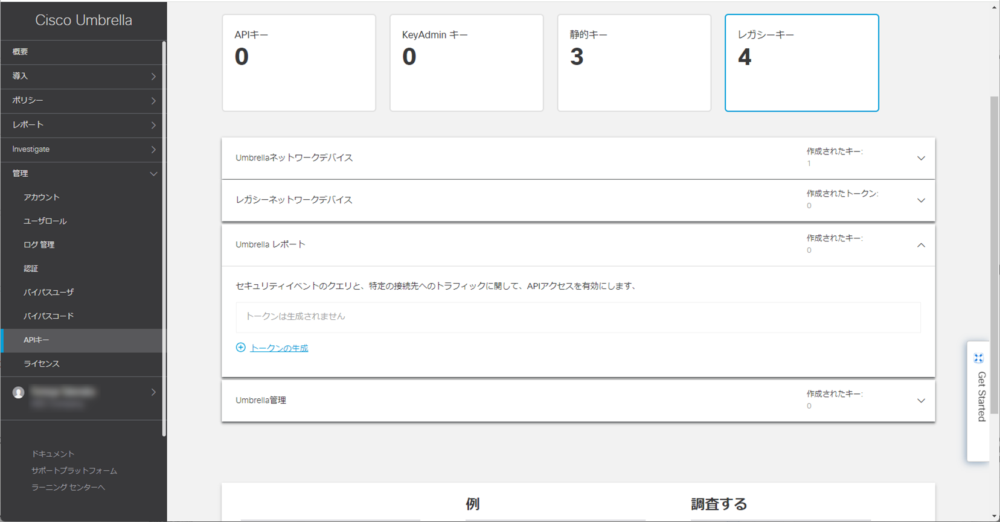 Cisco Umbrella
概要
導入
ポリシー
レポート
Investigate
管理
アカウント
ユーザロール
ログ 管理
認証
バイパスユーザ
バイパスコード
APIキー
ライセンス
ドキュメント
サポートプラットフォーム
ラーニング センターへ
APIキー
0
KeyAdmin キー
0
静的キー
3
レガシーキー
4
Umbrellaネットワークデバイス
作成されたキー:
1
レガシーネットワークデバイス
作成されたトークン:
0
Umbrella レポート
作成されたキー:
0
セキュリティイベントのクエリと、特定の接続先へのトラフィックに関して、APIアクセスを有効にします、
トークンは生成されません
トークンの生成
Umbrella管理
作成されたキー:
0
例
調査する
Get Started